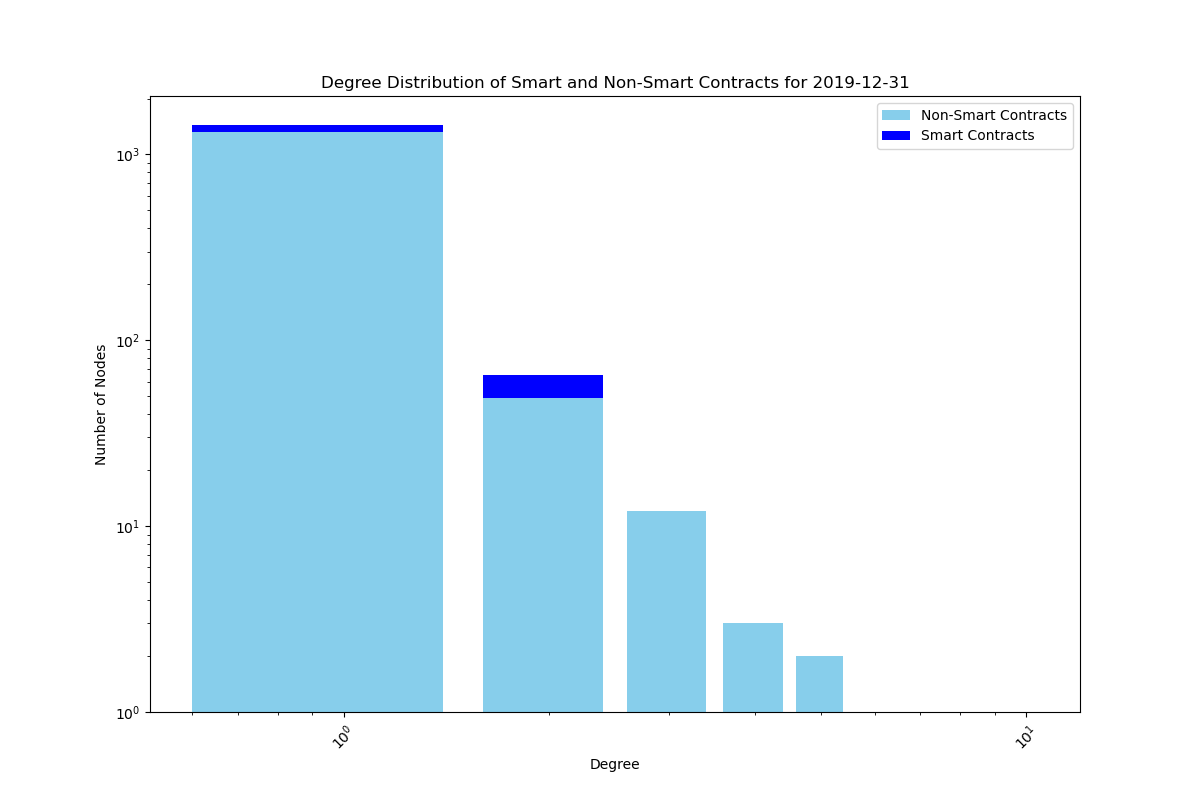 Degree Distribution of Smart and Non-Smart Contracts for 2019-12-31
Non-Smart Contracts
Smart Contracts
Number of Nodes
10³
10²
10¹
10⁰
10⁰
10¹
Degree